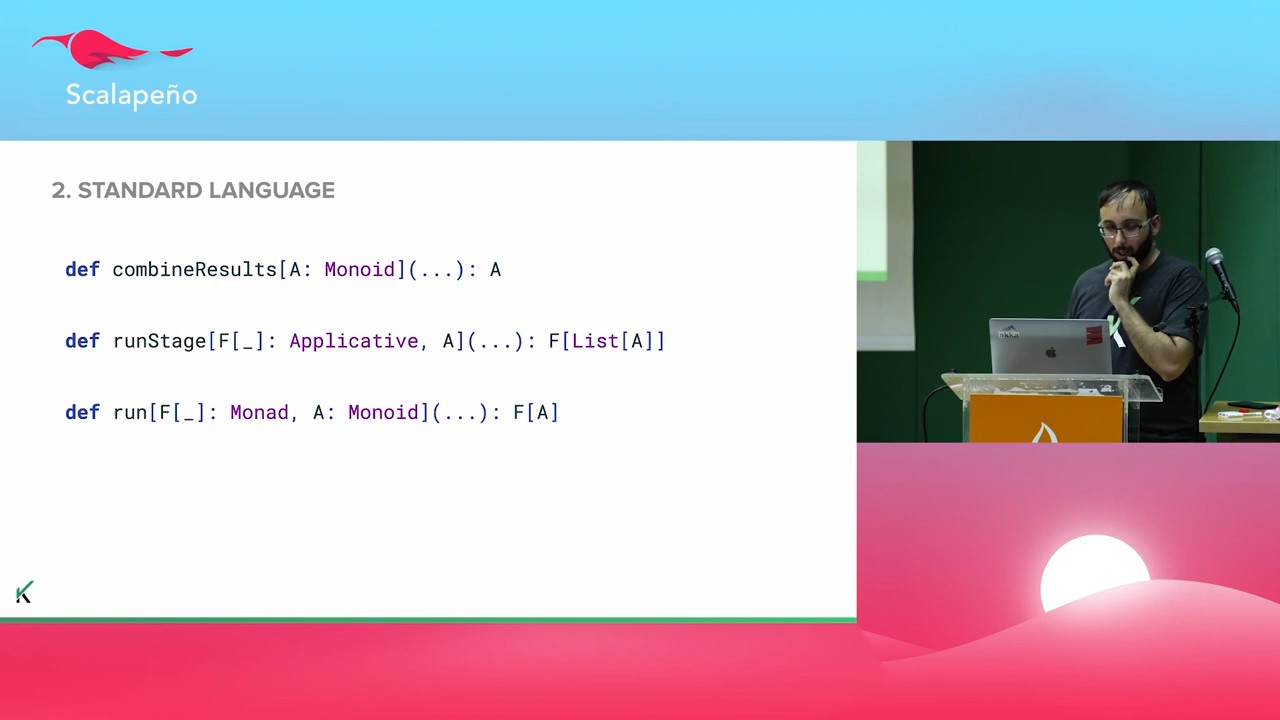 Scalapeño
2. STANDARD LANGUAGE
def combineResults[A: Monoid](...): A
def runStage[F[_]: Applicative, A](...): F[List[A]]
def run[F[_]: Monad, A: Monoid](...): F[A]
K